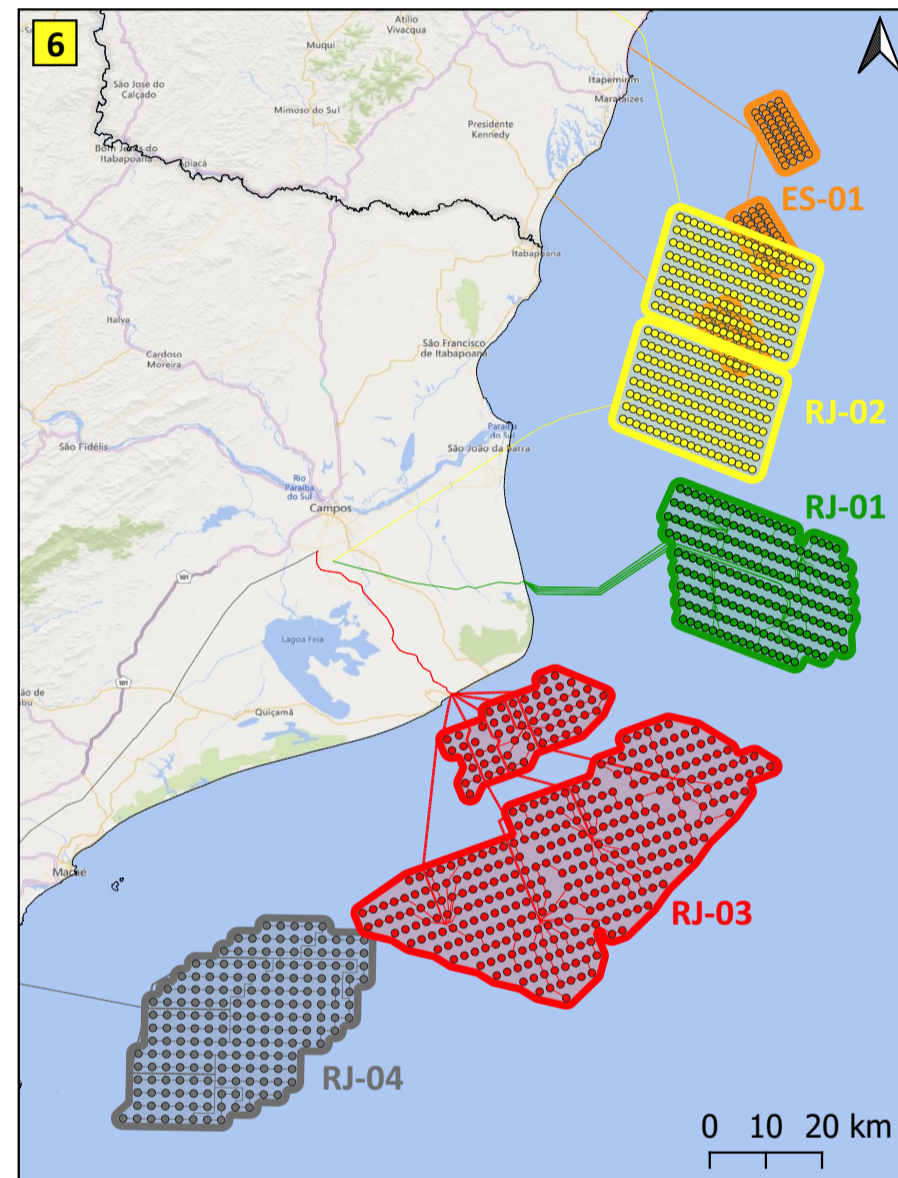 6
Atílio
Vivacqua
Muqui
Itapemirim
Marataízes
São José do
Calçado
Mimoso do Sul
Presidente
Kennedy
Bom Jesus do
Itabapoana
Apiacá
ES-01
Itabapoana
Italva
São Francisco
de Itabapoana
Cardoso
Moreira
RJ-02
Paraíba
do Sul
São João da Barra
São Fidélis
Rio
Paraíba
do Sul
Campos
RJ-01
101
Lagoa Feia
101
Quiçamã
Macaé
RJ-03
RJ-04
0 10 20 km